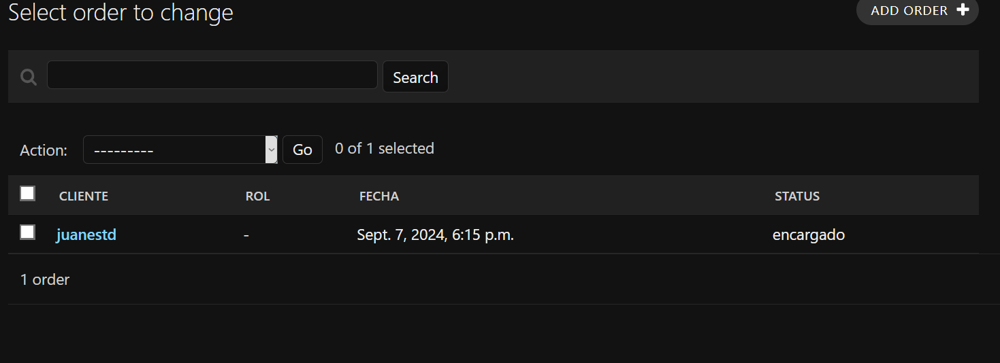 Select order to change
ADD ORDER +
Search
Action: --------- Go 0 of 1 selected
CLIENTE ROL FECHA STATUS
juanestd - Sept. 7, 2024, 6:15 p.m. encargado
1 order